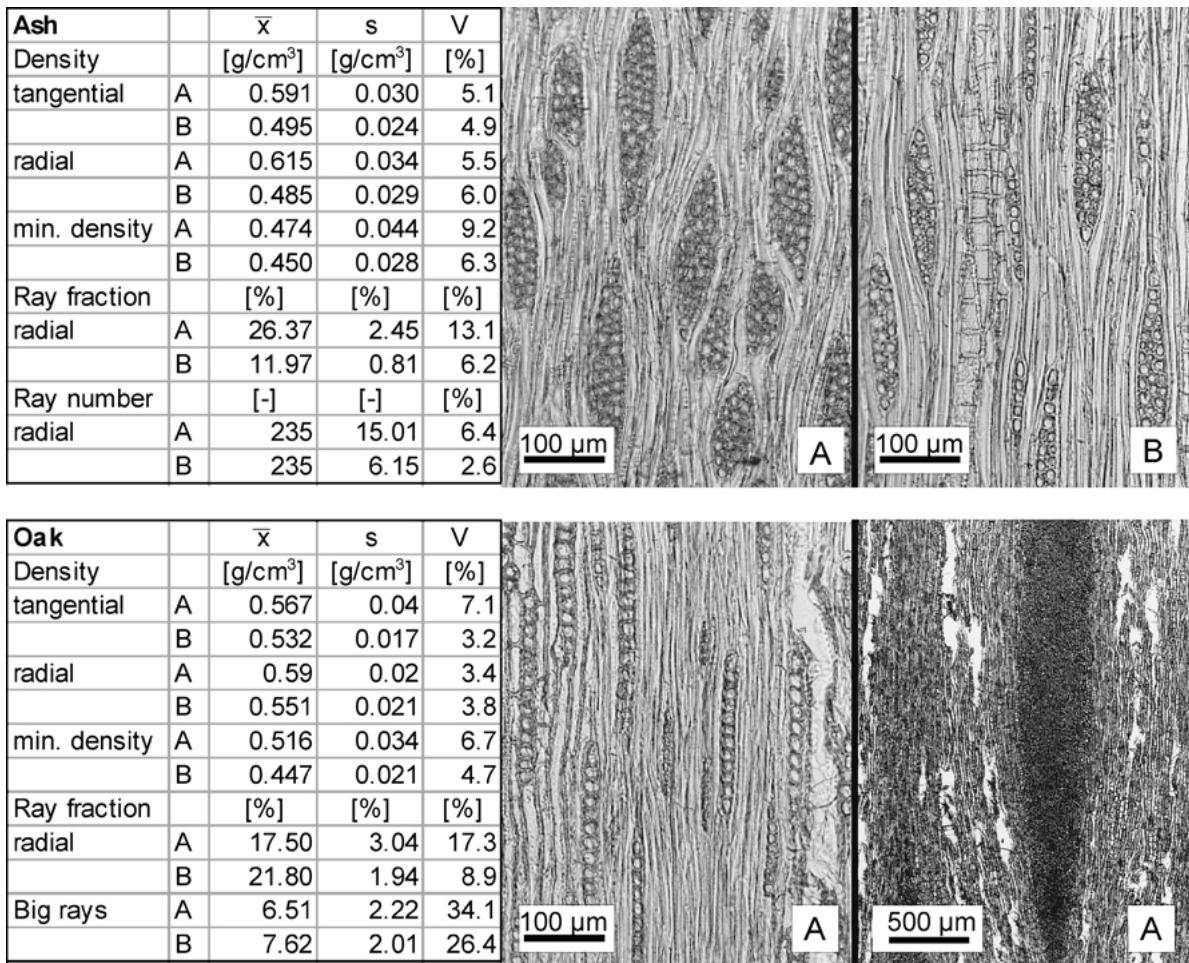 Ash x̅ s V
Density [g/cm³] [g/cm³] [%]
tangential A 0.591 0.030 5.1
B 0.495 0.024 4.9
radial A 0.615 0.034 5.5
B 0.485 0.029 6.0
min. density A 0.474 0.044 9.2
B 0.450 0.028 6.3
Ray fraction [%] [%] [%]
radial A 26.37 2.45 13.1
B 11.97 0.81 6.2
Ray number [-] [-] [%]
radial A 235 15.01 6.4
B 235 6.15 2.6
100 µm A
100 µm B
Oak x̅ s V
Density [g/cm³] [g/cm³] [%]
tangential A 0.567 0.04 7.1
B 0.532 0.017 3.2
radial A 0.59 0.02 3.4
B 0.551 0.021 3.8
min. density A 0.516 0.034 6.7
B 0.447 0.021 4.7
Ray fraction [%] [%] [%]
radial A 17.50 3.04 17.3
B 21.80 1.94 8.9
Big rays A 6.51 2.22 34.1
B 7.62 2.01 26.4
100 µm A
500 µm A